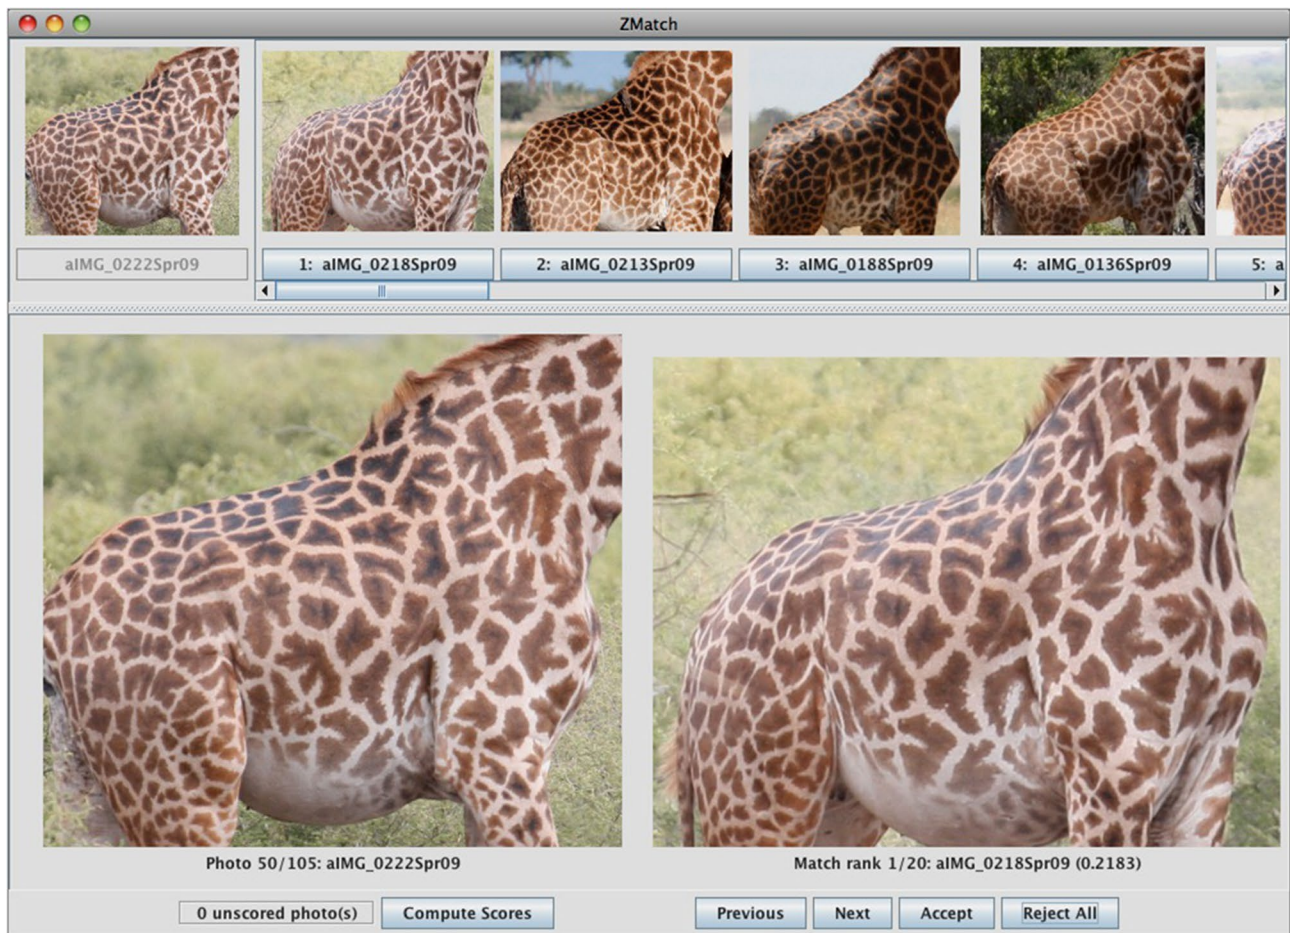 ZMatch
aIMG_0222Spr09
1: aIMG_0218Spr09
2: aIMG_0213Spr09
3: aIMG_0188Spr09
4: aIMG_0136Spr09
5: a
Photo 50/105: aIMG_0222Spr09
Match rank 1/20: aIMG_0218Spr09 (0.2183)
0 unscored photo(s)
Compute Scores
Previous
Next
Accept
Reject All